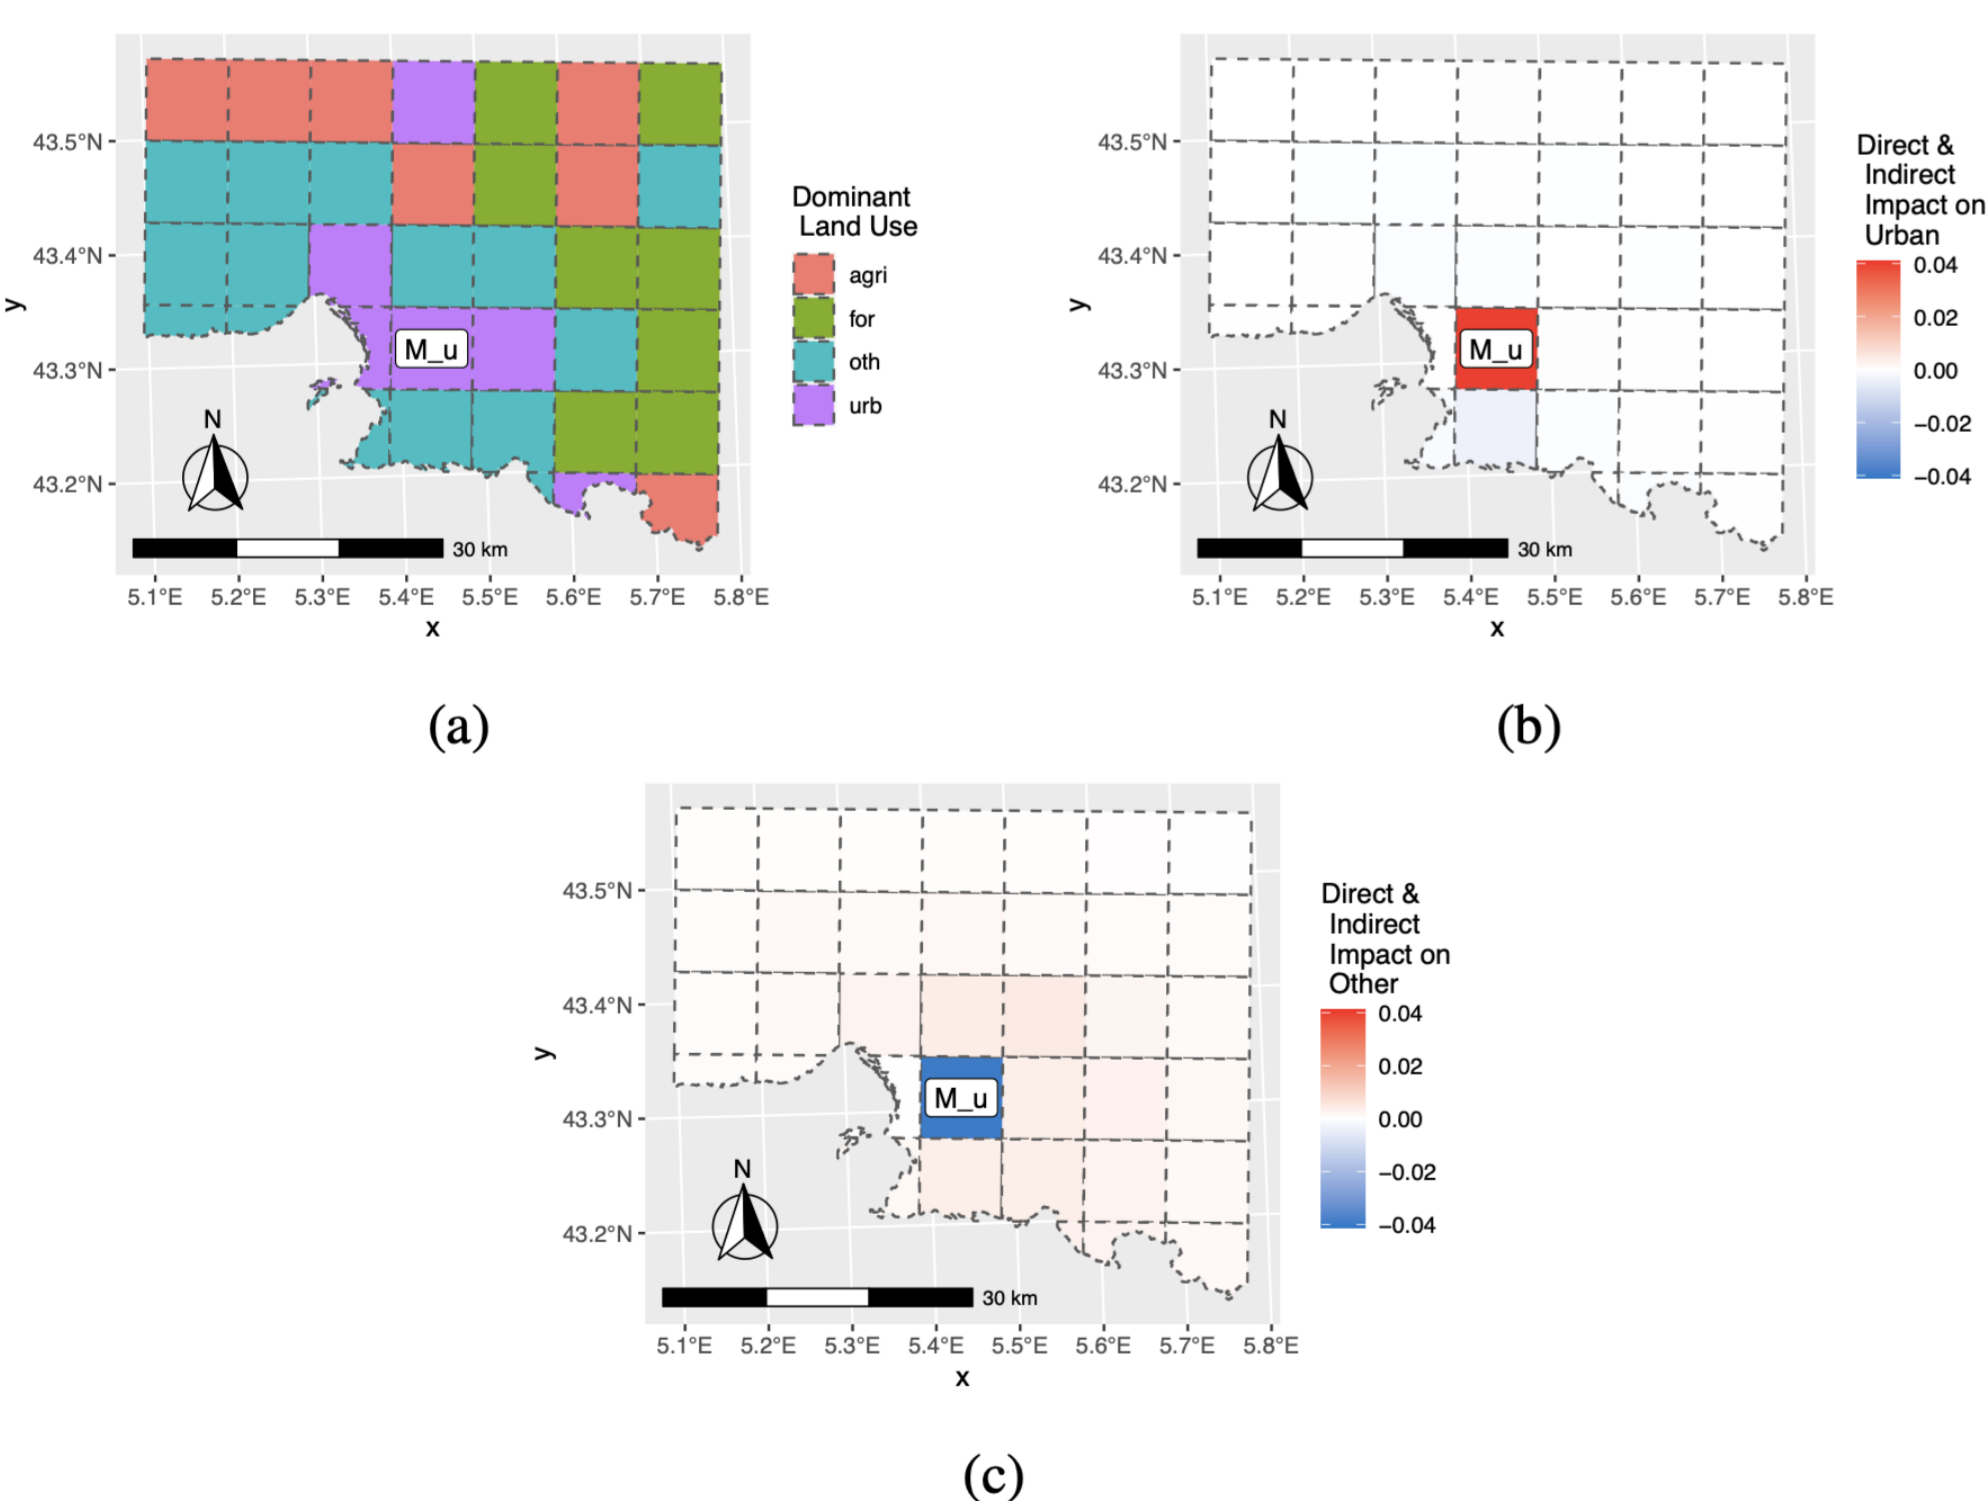 43.5°N
43.4°N
43.3°N
43.2°N
y
M_u
N
30 km
5.1°E 5.2°E 5.3°E 5.4°E 5.5°E 5.6°E 5.7°E 5.8°E
x
Dominant
Land Use
agri
for
oth
urb
(a)
43.5°N
43.4°N
43.3°N
43.2°N
y
M_u
N
30 km
5.1°E 5.2°E 5.3°E 5.4°E 5.5°E 5.6°E 5.7°E 5.8°E
x
Direct &
Indirect
Impact on
Urban
0.04
0.02
0.00
−0.02
−0.04
(b)
43.5°N
43.4°N
43.3°N
43.2°N
y
M_u
N
30 km
5.1°E 5.2°E 5.3°E 5.4°E 5.5°E 5.6°E 5.7°E 5.8°E
x
Direct &
Indirect
Impact on
Other
0.04
0.02
0.00
−0.02
−0.04
(c)